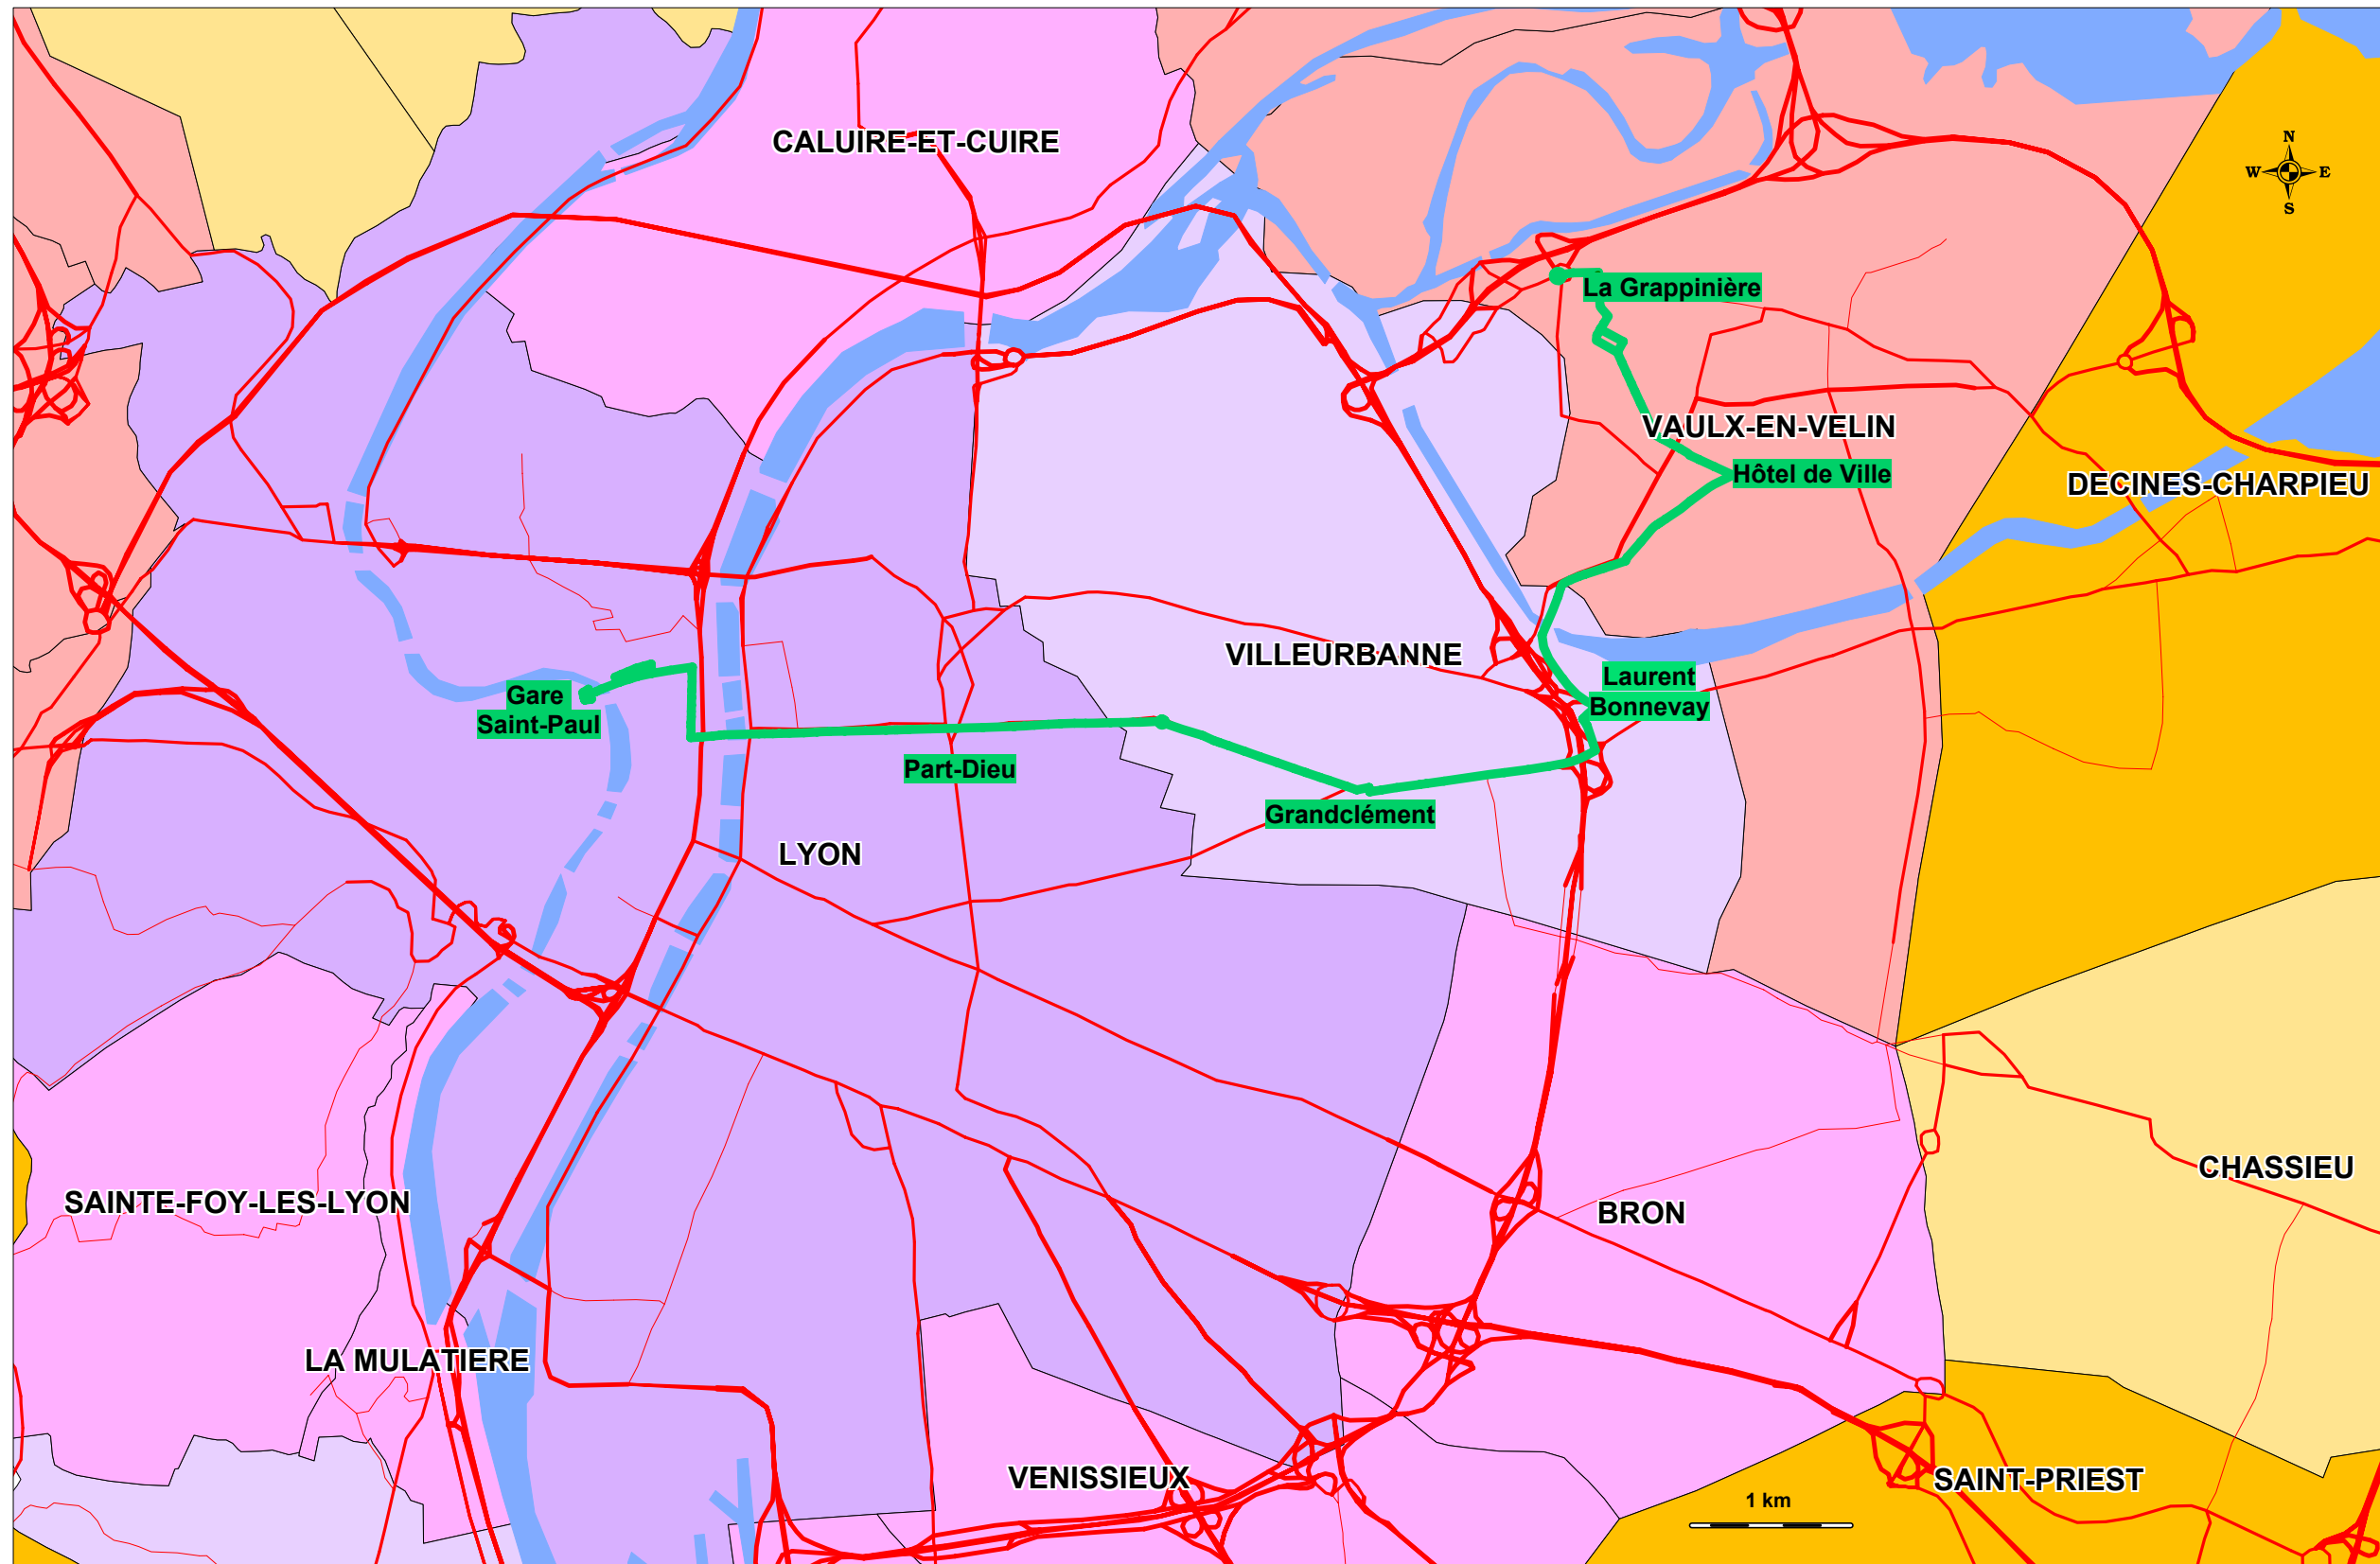 CALUIRE-ET-CUIRE
N
W E
S
La Grappinière
VAULX-EN-VELIN
Hôtel de Ville
DECINES-CHARPIEU
VILLEURBANNE
Laurent
Bonnevay
Gare
Saint-Paul
Part-Dieu
Grandclément
LYON
CHASSIEU
SAINTE-FOY-LES-LYON
BRON
LA MULATIERE
VENISSIEUX
SAINT-PRIEST
1 km